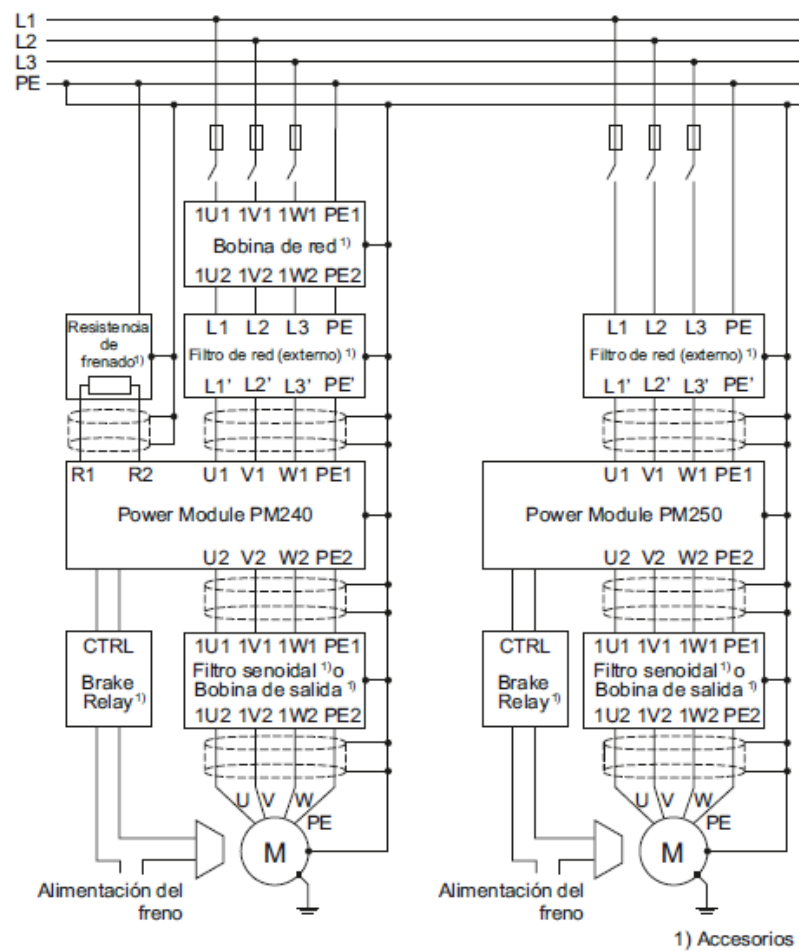 L1
L2
L3
PE
1U1 1V1 1W1 PE1
Bobina de red 1)
1U2 1V2 1W2 PE2
Resistencia
de
frenado1)
L1 L2 L3 PE
Filtro de red (externo) 1)
L1' L2' L3' PE'
L1 L2 L3 PE
Filtro de red (externo) 1)
L1' L2' L3' PE'
R1 R2 U1 V1 W1 PE1
Power Module PM240
U2 V2 W2 PE2
U1 V1 W1 PE1
Power Module PM250
U2 V2 W2 PE2
CTRL
Brake
Relay1)
1U1 1V1 1W1 PE1
Filtro senoidal 1) o
Bobina de salida 1)
1U2 1V2 1W2 PE2
CTRL
Brake
Relay1)
1U1 1V1 1W1 PE1
Filtro senoidal 1) o
Bobina de salida 1)
1U2 1V2 1W2 PE2
U V W
PE
M
Alimentación del
freno
U V W
PE
M
Alimentación del
freno
1) Accesorios